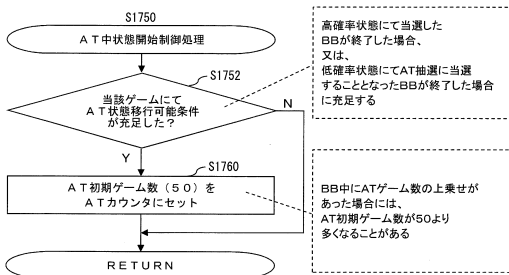 S1750
AT中状態開始制御処理
S1752
当該ゲームにて
AT状態移行可能条件
が充足した？
N
Y
S1760
AT初期ゲーム数（50）を
ATカウンタにセット
RETURN
高確率状態にて当選した
BBが終了した場合、
又は、
低確率状態にてAT抽選に当選
することとなったBBが終了した場合
に充足する
BB中にATゲーム数の上乗せが
あった場合には、
AT初期ゲーム数が50より
多くなることがある